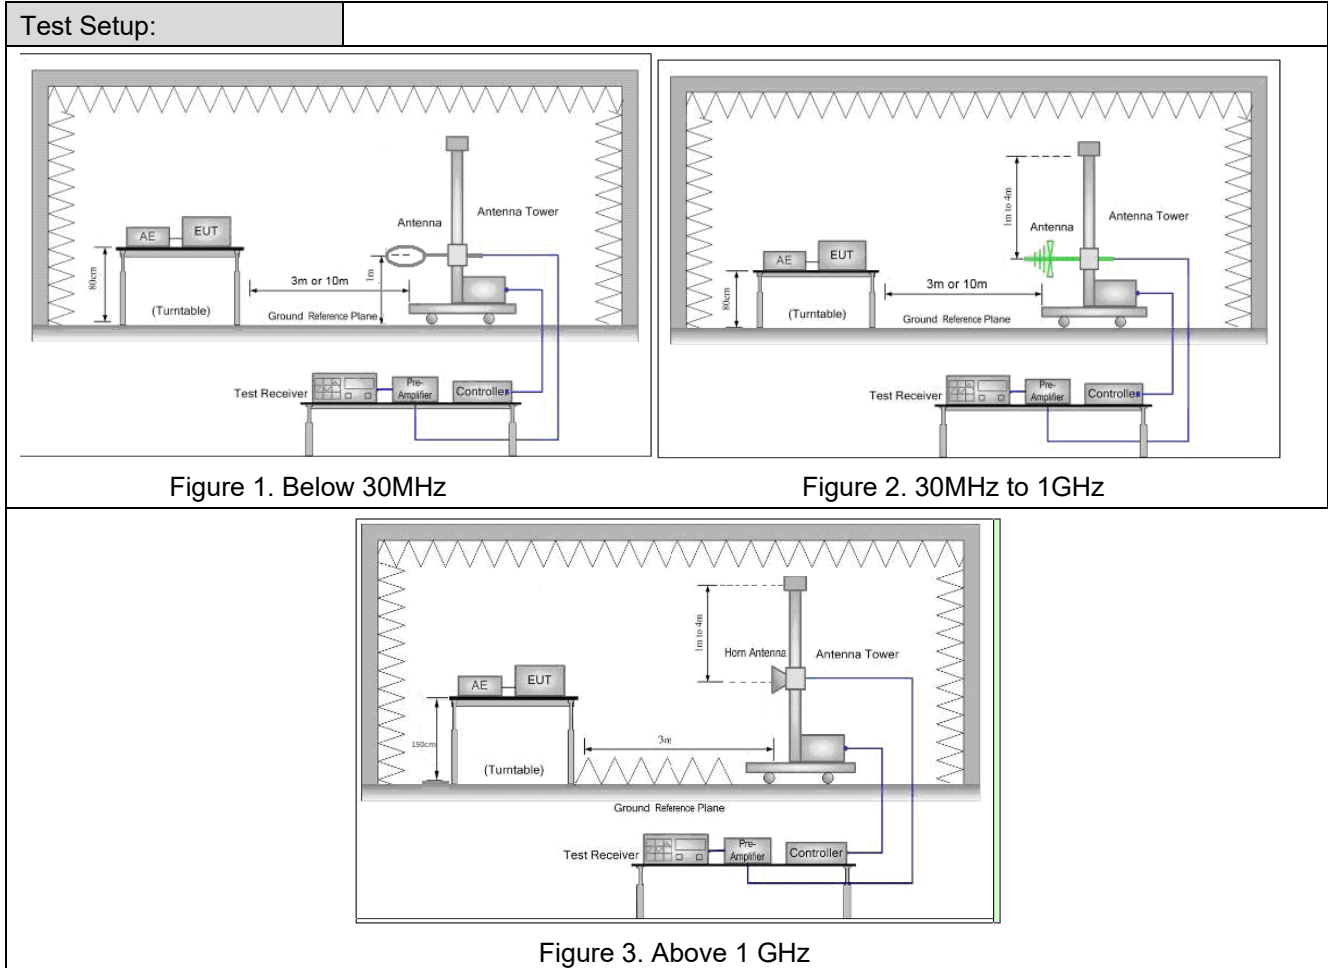 Test Setup:
Antenna
Antenna Tower
AE
EUT
80cm
1m
3m or 10m
(Turntable)
Ground Reference Plane
Test Receiver
Pre-
Amplifier
Controller
Figure 1. Below 30MHz
1m to 4m
Antenna
Antenna Tower
AE
EUT
80cm
3m or 10m
(Turntable)
Ground Reference Plane
Test Receiver
Pre-
Amplifier
Controller
Figure 2. 30MHz to 1GHz
1m to 4m
Horn Antenna
Antenna Tower
AE
EUT
150cm
3m
(Turntable)
Ground Reference Plane
Test Receiver
Pre-
Amplifier
Controller
Figure 3. Above 1 GHz